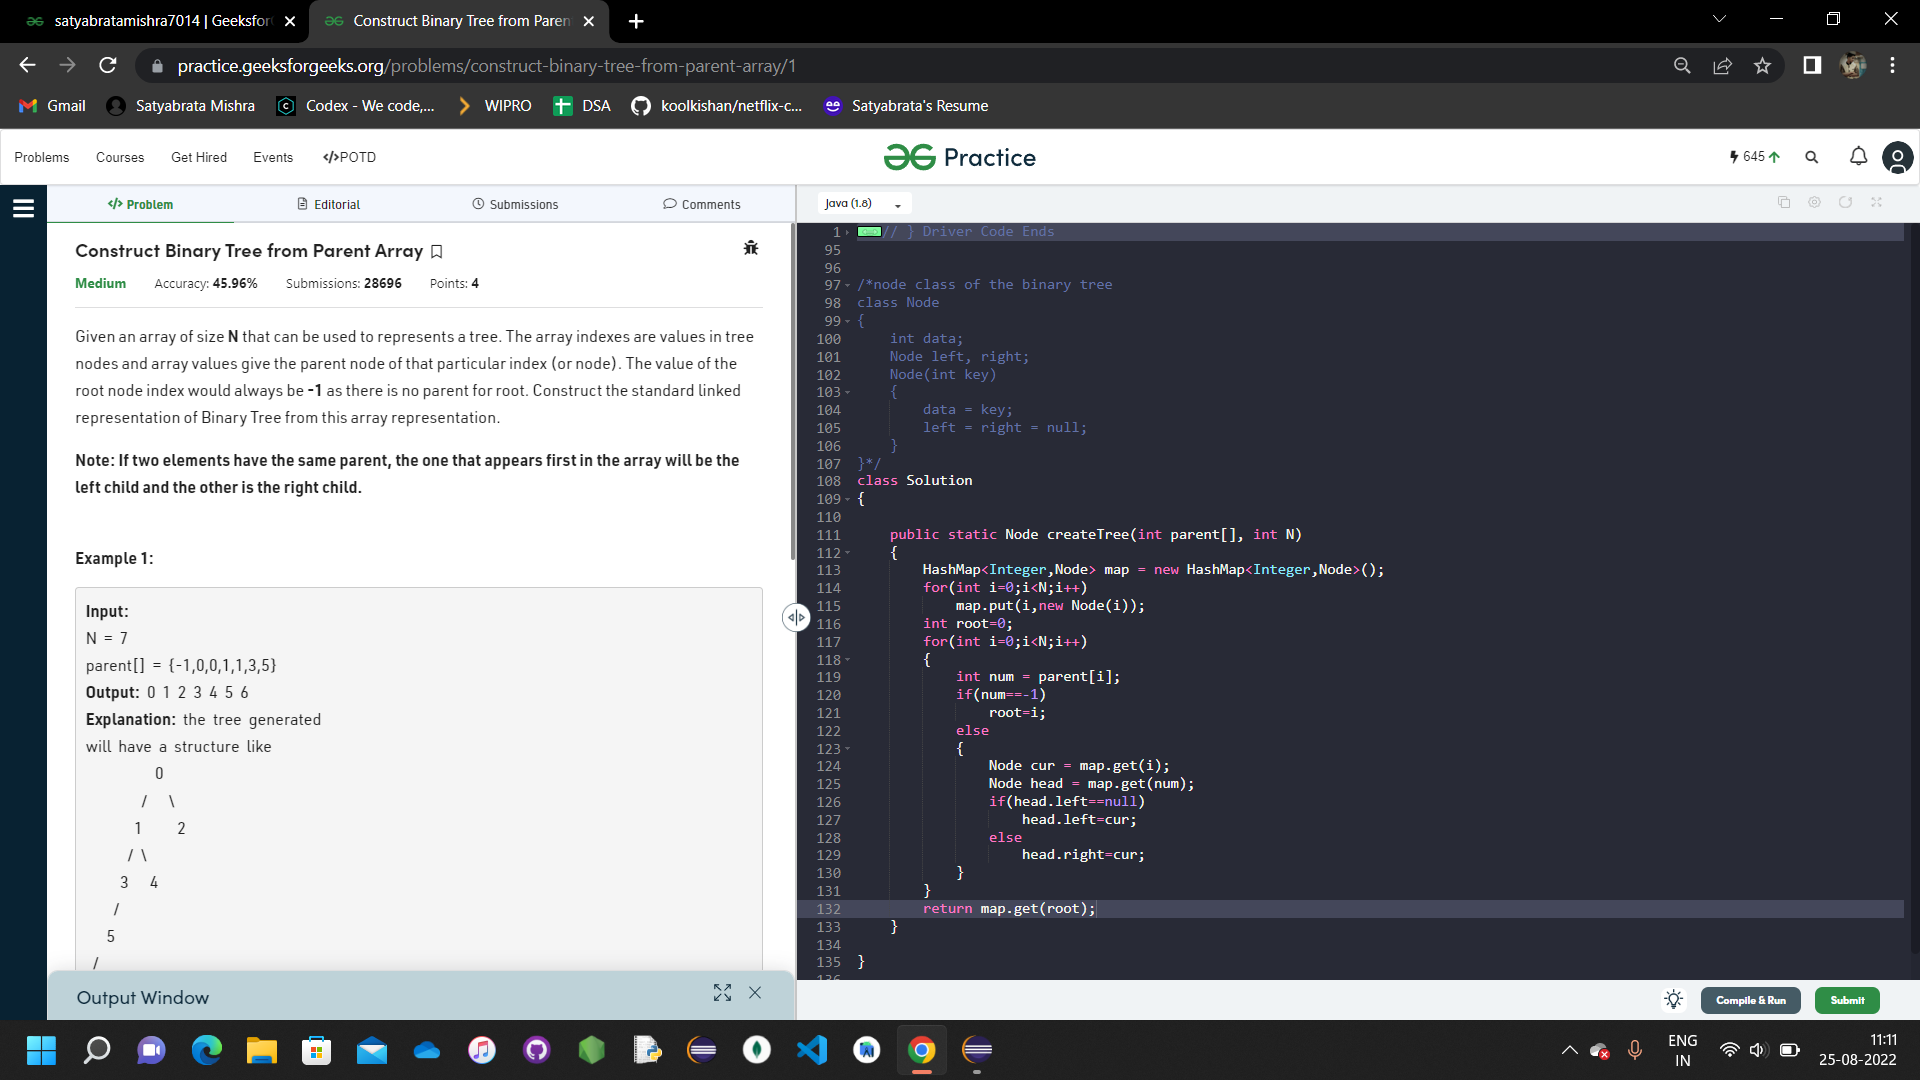 satyabratamishra7014 | Geeksfor
Construct Binary Tree from Paren
practice.geeksforgeeks.org/problems/construct-binary-tree-from-parent-array/1
Gmail
Satyabrata Mishra
Codex - We code,...
WIPRO
DSA
koolkishan/netflix-c...
Satyabrata's Resume
Problems
Courses
Get Hired
Events
</>POTD
Practice
645
</> Problem
Editorial
Submissions
Comments
Java (1.8)
Construct Binary Tree from Parent Array
Medium Accuracy: 45.96% Submissions: 28696 Points: 4
Given an array of size N that can be used to represents a tree. The array indexes are values in tree
nodes and array values give the parent node of that particular index (or node). The value of the
root node index would always be -1 as there is no parent for root. Construct the standard linked
representation of Binary Tree from this array representation.
Note: If two elements have the same parent, the one that appears first in the array will be the
left child and the other is the right child.
Example 1:
Input:
N = 7
parent[] = {-1,0,0,1,1,3,5}
Output: 0 1 2 3 4 5 6
Explanation: the tree generated
will have a structure like
0
/ \
1 2
/ \
3 4
/
5
/
Output Window
1 // } Driver Code Ends
95
96
97 /*node class of the binary tree
98 class Node
99 {
100 int data;
101 Node left, right;
102 Node(int key)
103 {
104 data = key;
105 left = right = null;
106 }
107 }*/
108 class Solution
109 {
110
111 public static Node createTree(int parent[], int N)
112 {
113 HashMap<Integer,Node> map = new HashMap<Integer,Node>();
114 for(int i=0;i<N;i++)
115 map.put(i,new Node(i));
116 int root=0;
117 for(int i=0;i<N;i++)
118 {
119 int num = parent[i];
120 if(num==-1)
121 root=i;
122 else
123 {
124 Node cur = map.get(i);
125 Node head = map.get(num);
126 if(head.left==null)
127 head.left=cur;
128 else
129 head.right=cur;
130 }
131 }
132 return map.get(root);
133 }
134
135 }
136
Compile & Run
Submit
ENG
IN
11:11
25-08-2022